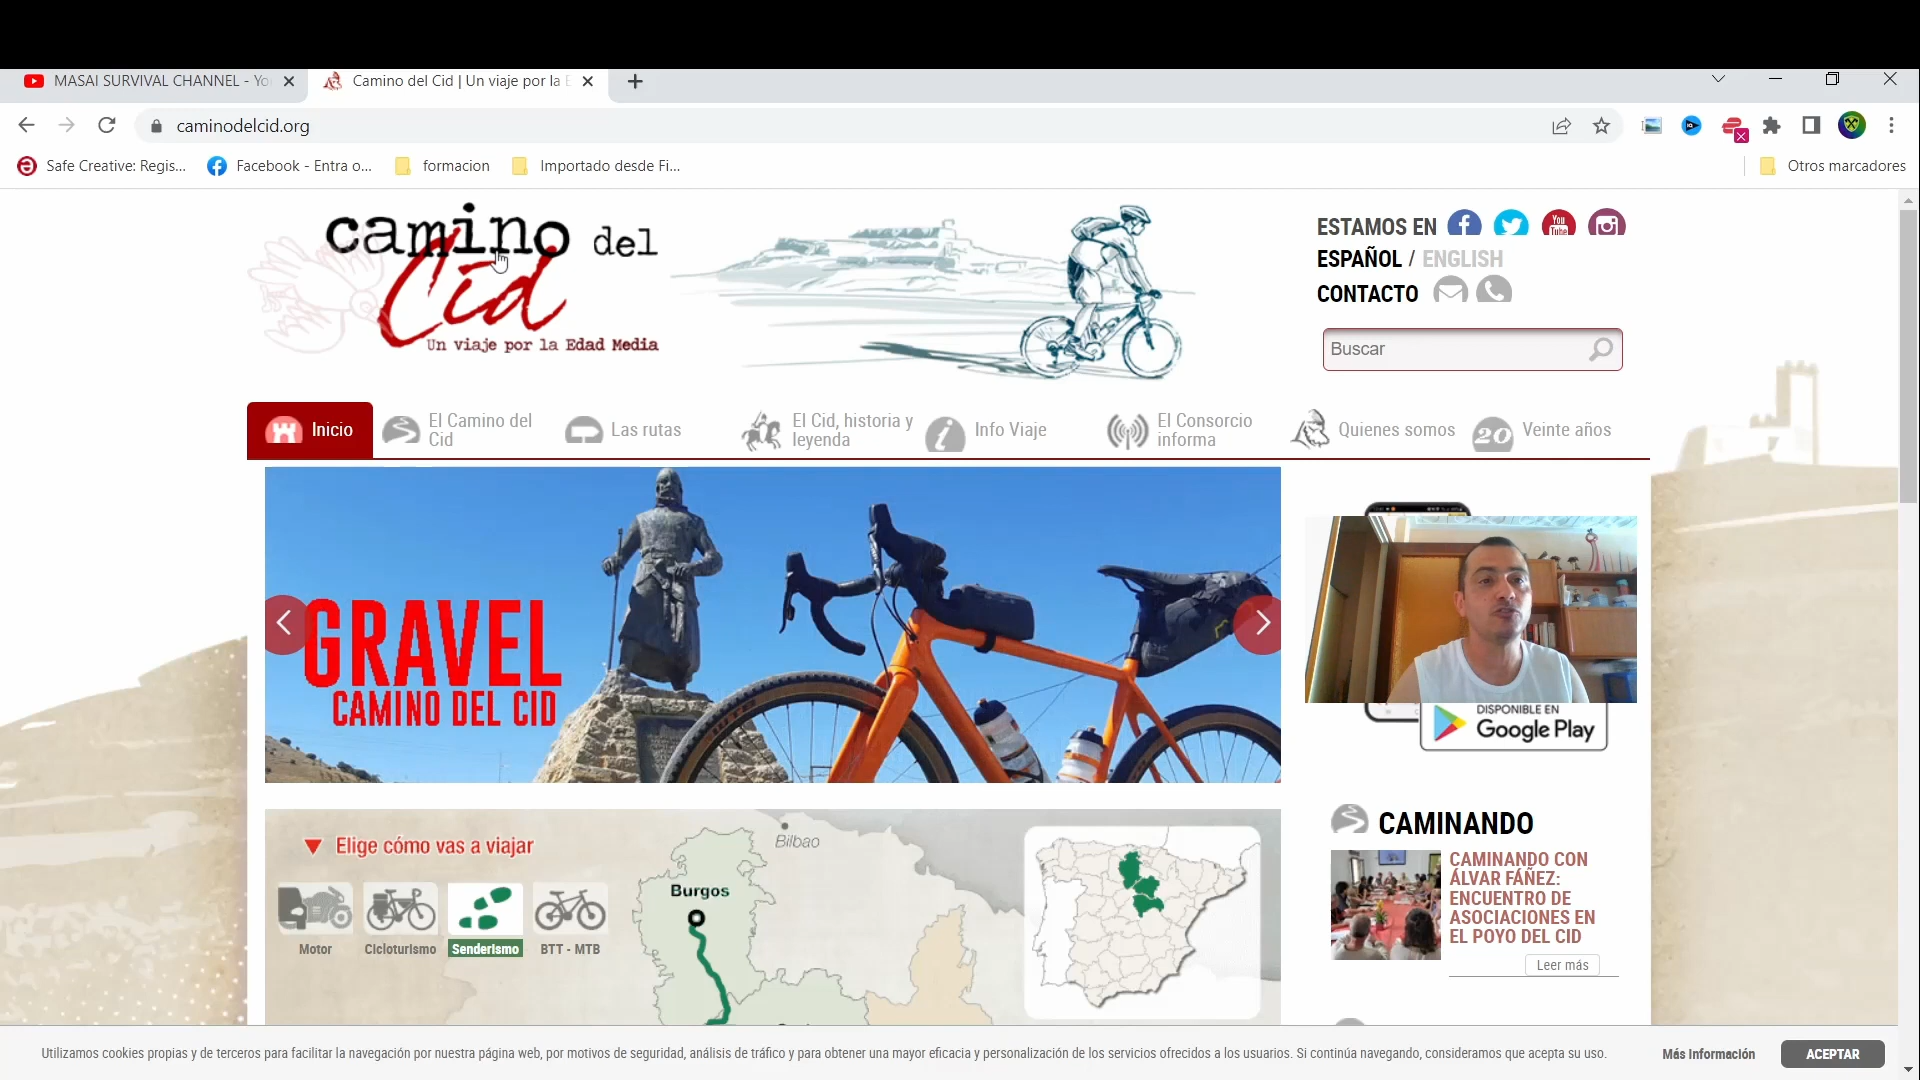 MASAI SURVIVAL CHANNEL - Yo
Camino del Cid | Un viaje por la E
caminodelcid.org
Safe Creative: Regis...
Facebook - Entra o...
formacion
Importado desde Fi...
Otros marcadores
camino del
Cid
Un viaje por la Edad Media
ESTAMOS EN
You
Tube
ESPAÑOL / ENGLISH
CONTACTO
Buscar
Inicio
El Camino del
Cid
Las rutas
El Cid, historia y
leyenda
Info Viaje
El Consorcio
informa
Quienes somos
20
Veinte años
GRAVEL
CAMINO DEL CID
DISPONIBLE EN
Google Play
Elige cómo vas a viajar
Motor
Cicloturismo
Senderismo
BTT - MTB
Bilbao
Burgos
CAMINANDO
CAMINANDO CON
ÁLVAR FÁÑEZ:
ENCUENTRO DE
ASOCIACIONES EN
EL POYO DEL CID
Leer más
Utilizamos cookies propias y de terceros para facilitar la navegación por nuestra página web, por motivos de seguridad, análisis de tráfico y para obtener una mayor eficacia y personalización de los servicios ofrecidos a los usuarios. Si continúa navegando, consideramos que acepta su uso.
Más Información
ACEPTAR